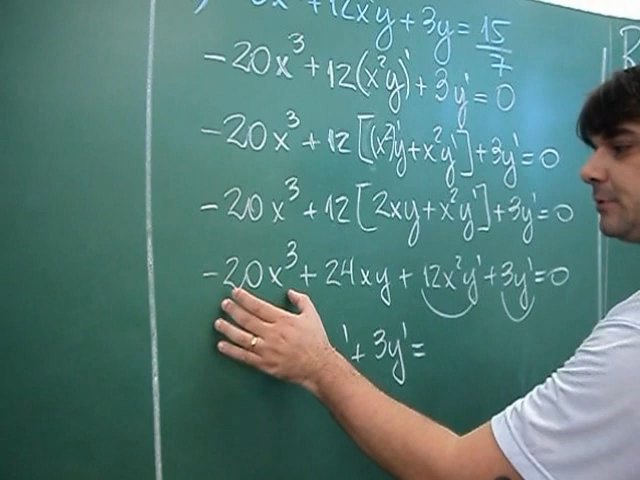 +12x²y+3y=15/7
-20x³+12(x²y)'+3y'=0
-20x³+12[(x²)'y+x²y']+3y'=0
-20x³+12[2xy+x²y']+3y'=0
-20x³+24xy+12x²y'+3y'=0
'+3y'=